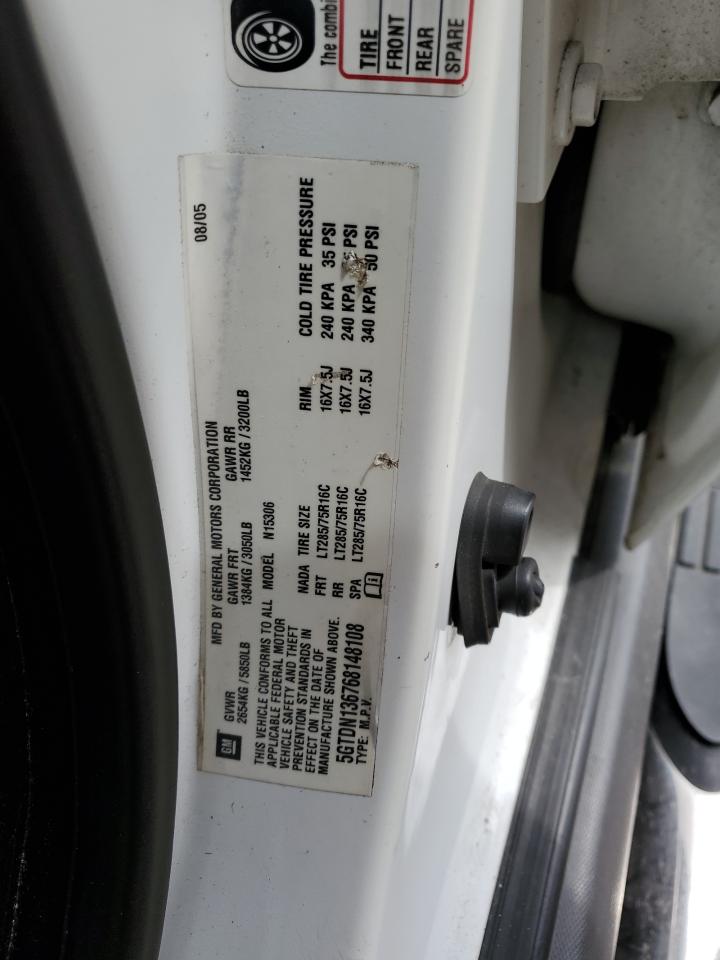 The combi
TIRE
FRONT
REAR
SPARE
08/05
MFD BY GENERAL MOTORS CORPORATION
GM
GVWR GAWR FRT GAWR RR
2654KG / 5850LB 1384KG / 3050LB 1452KG / 3200LB
THIS VEHICLE CONFORMS TO ALL
APPLICABLE FEDERAL MOTOR
VEHICLE SAFETY AND THEFT
PREVENTION STANDARDS IN
EFFECT ON THE DATE OF
MANUFACTURE SHOWN ABOVE.
5GTDN136768148108
TYPE: M.P.V.
MODEL N15306
NADA TIRE SIZE RIM COLD TIRE PRESSURE
FRT LT285/75R16C 16X7.5J 240 KPA 35 PSI
RR LT285/75R16C 16X7.5J 240 KPA PSI
SPA LT285/75R16C 16X7.5J 340 KPA 50 PSI